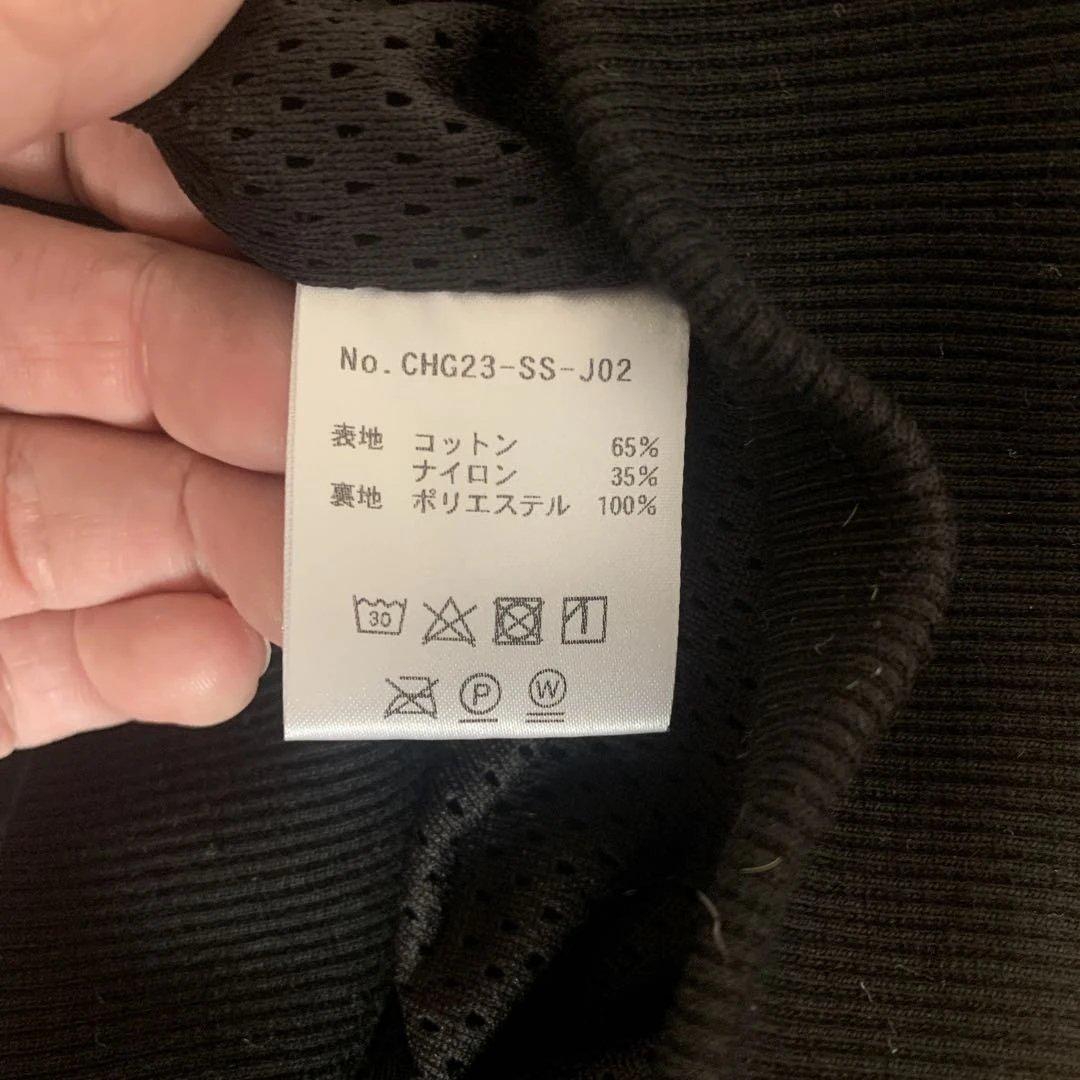 No. CHG23-SS-J02
表地 コットン 65%
ナイロン 35%
裏地 ポリエステル 100%
30
P W